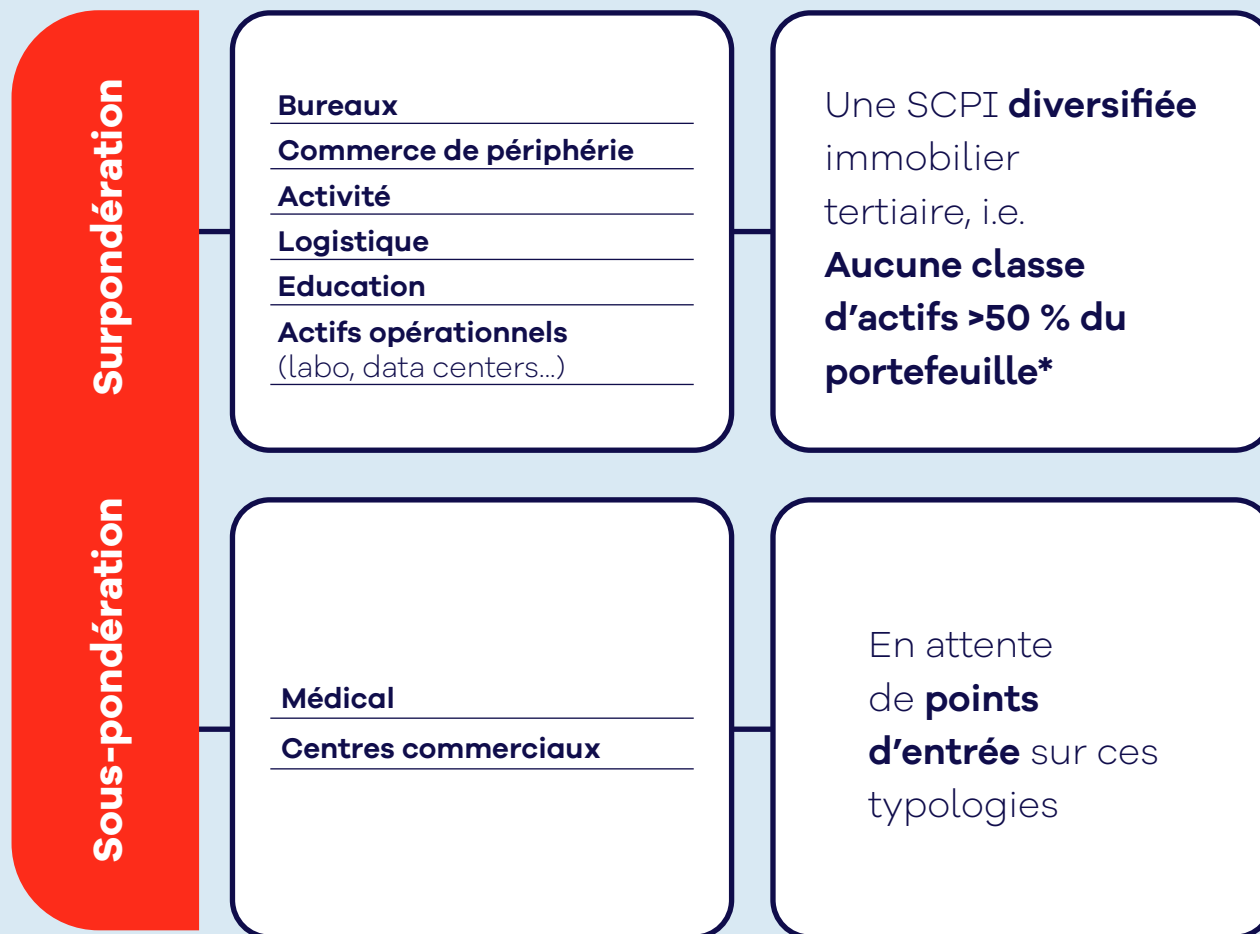 Surpondération
Bureaux
Commerce de périphérie
Activité
Logistique
Education
Actifs opérationnels
(labo, data centers...)
Une SCPI diversifiée
immobilier
tertiaire, i.e.
Aucune classe
d’actifs >50 % du
portefeuille*
Sous-pondération
Médical
Centres commerciaux
En attente
de points
d’entrée sur ces
typologies